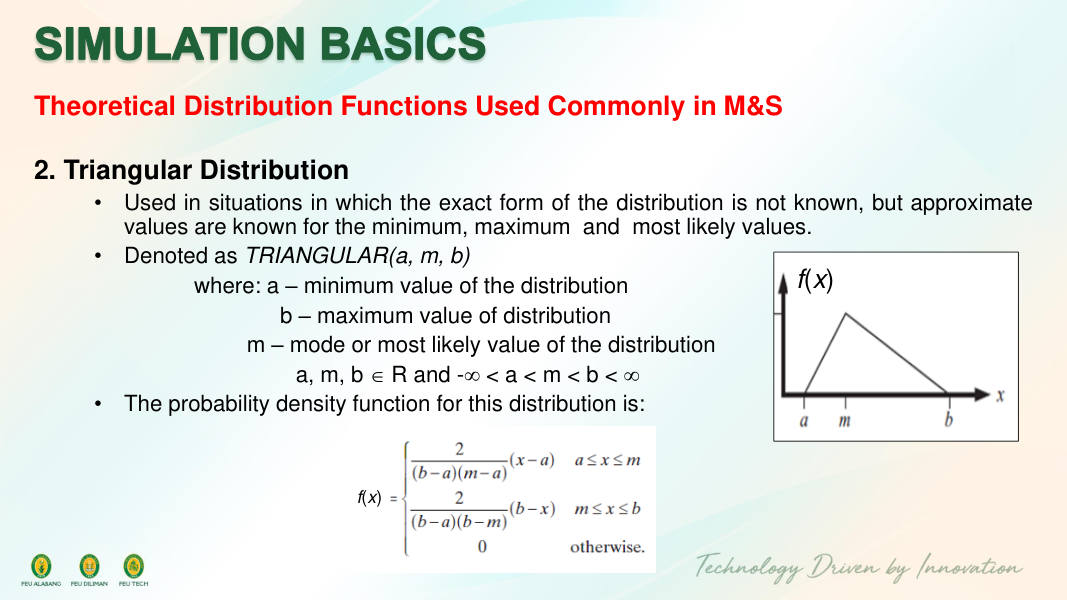 SIMULATION BASICS
Theoretical Distribution Functions Used Commonly in M&S
2. Triangular Distribution
• Used in situations in which the exact form of the distribution is not known, but approximate
values are known for the minimum, maximum and most likely values.
• Denoted as TRIANGULAR(a, m, b)
where: a – minimum value of the distribution
b – maximum value of distribution
m – mode or most likely value of the distribution
a, m, b ∈ R and -∞ < a < m < b < ∞
• The probability density function for this distribution is:
f(x)
x
a m b
f(x) =
2/((b−a)(m−a)) (x−a) a≤x≤m
2/((b−a)(b−m)) (b−x) m≤x≤b
0 otherwise.
FEU ALABANG FEU DILIMAN FEU TECH
Technology Driven by Innovation